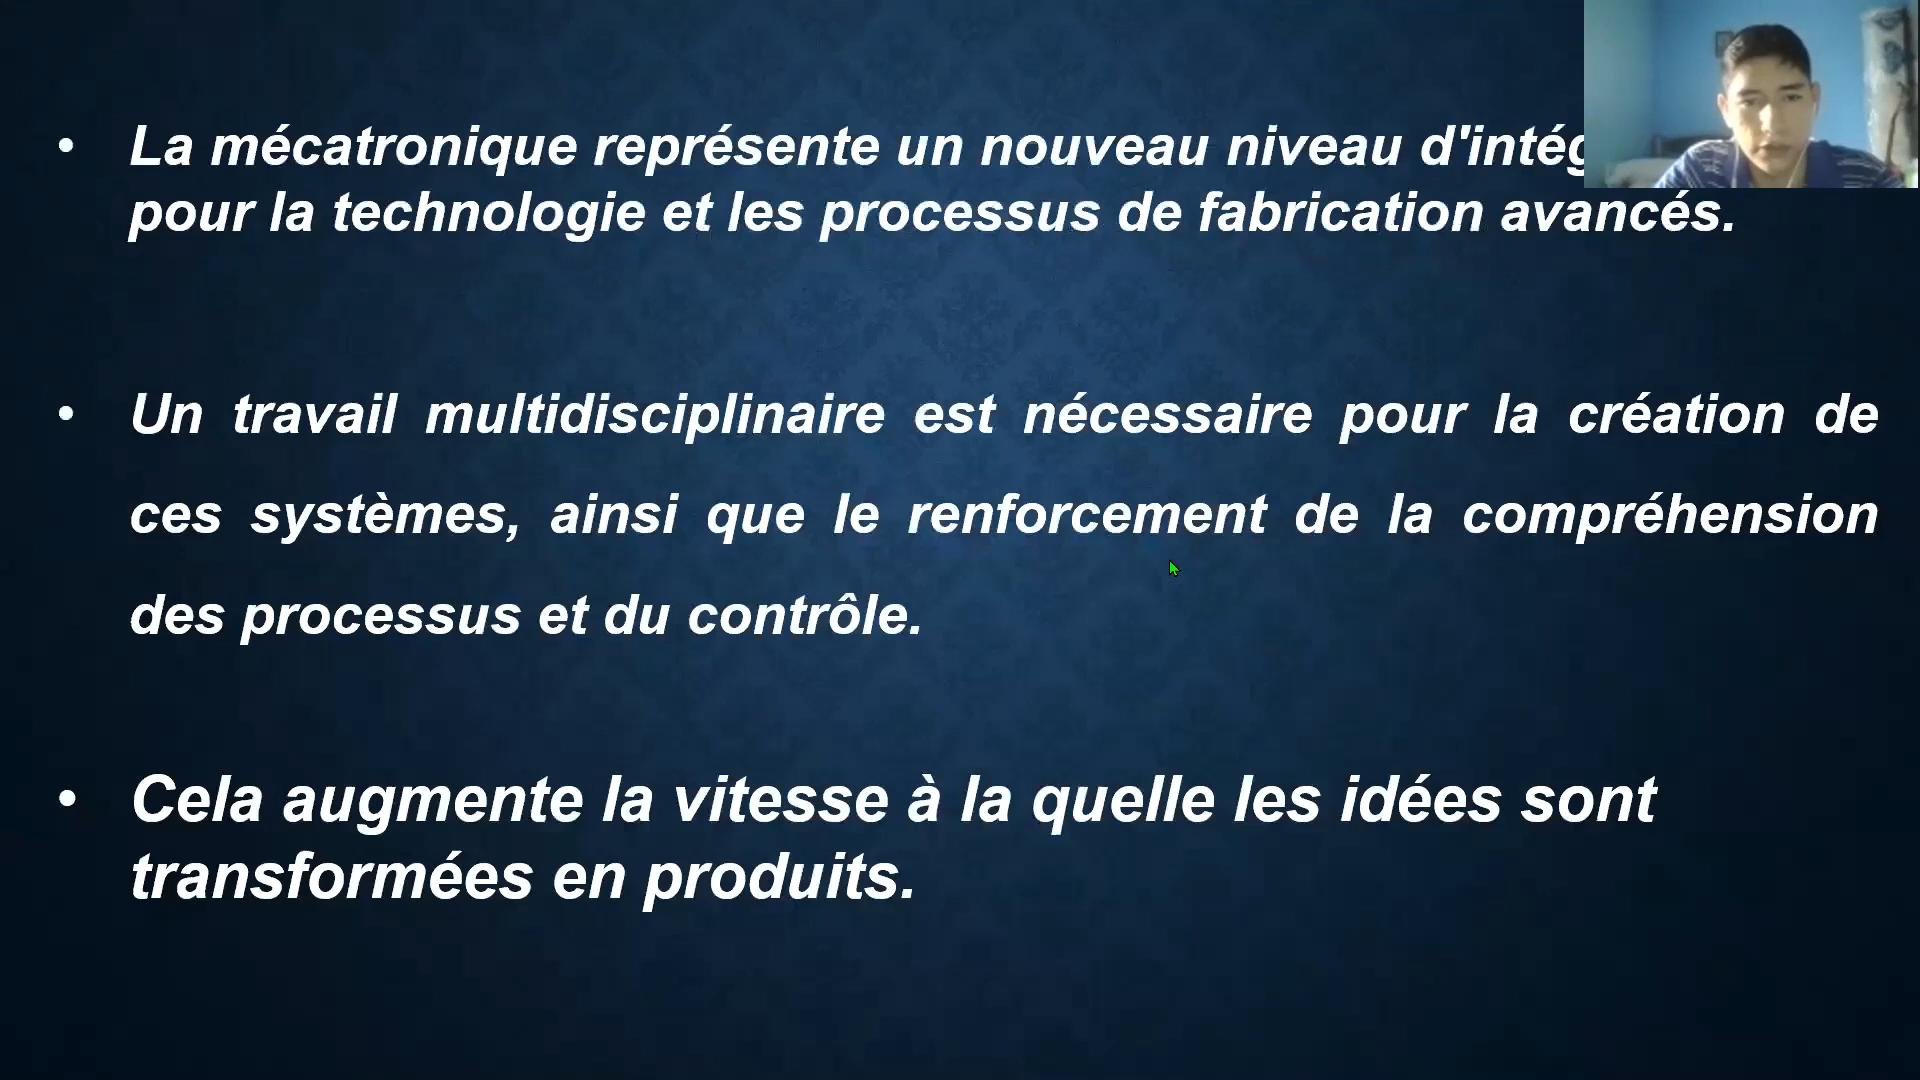 • La mécatronique représente un nouveau niveau
pour la technologie et les processus de fabrication avancés.
• Un travail multidisciplinaire est nécessaire pour la création de
ces systèmes, ainsi que le renforcement de la compréhension
des processus et du contrôle.
• Cela augmente la vitesse à la quelle les idées sont
transformées en produits.